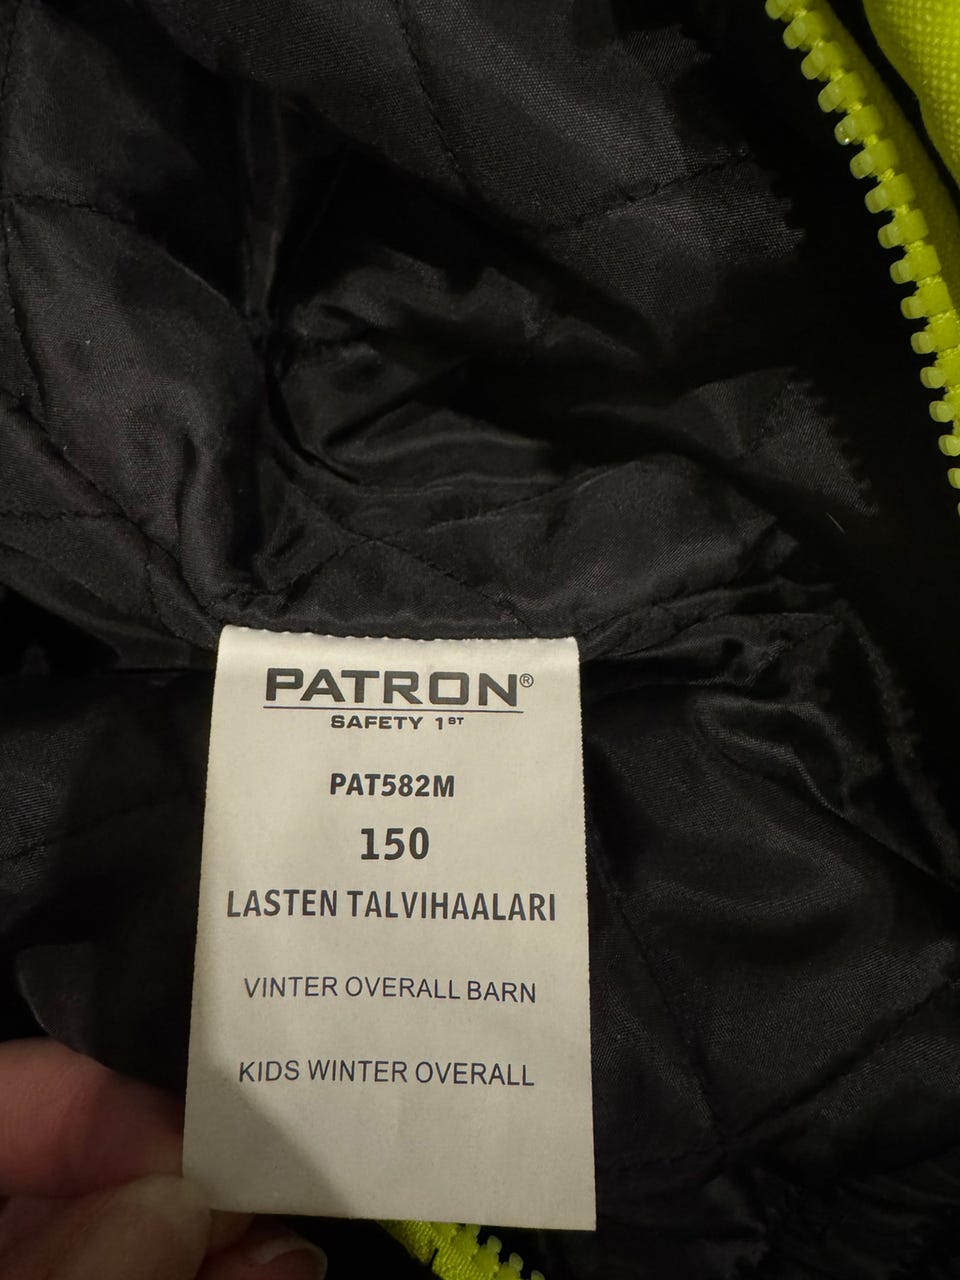 PATRON®
SAFETY 1ST
PAT582M
150
LASTEN TALVIHAALARI
VINTER OVERALL BARN
KIDS WINTER OVERALL